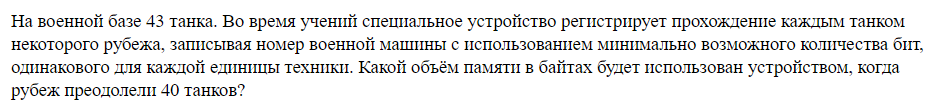 На военной базе 43 танка. Во время учений специальное устройство регистрирует прохождение каждым танком
некоторого рубежа, записывая номер военной машины с использованием минимально возможного количества бит,
одинакового для каждой единицы техники. Какой объём памяти в байтах будет использован устройством, когда
рубеж преодолели 40 танков?